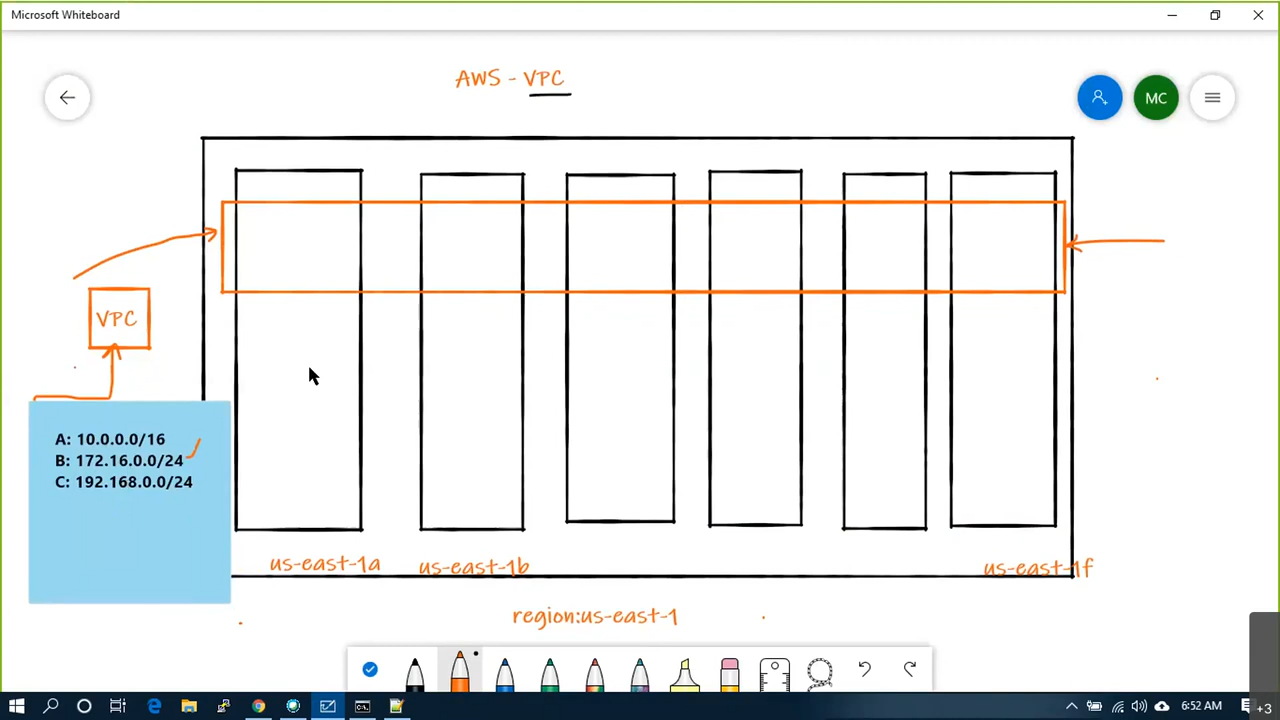 Microsoft Whiteboard
AWS - VPC
MC
VPC
A: 10.0.0.0/16
B: 172.16.0.0/24
C: 192.168.0.0/24
us-east-1a
us-east-1b
us-east-1f
region:us-east-1
6:52 AM
+3